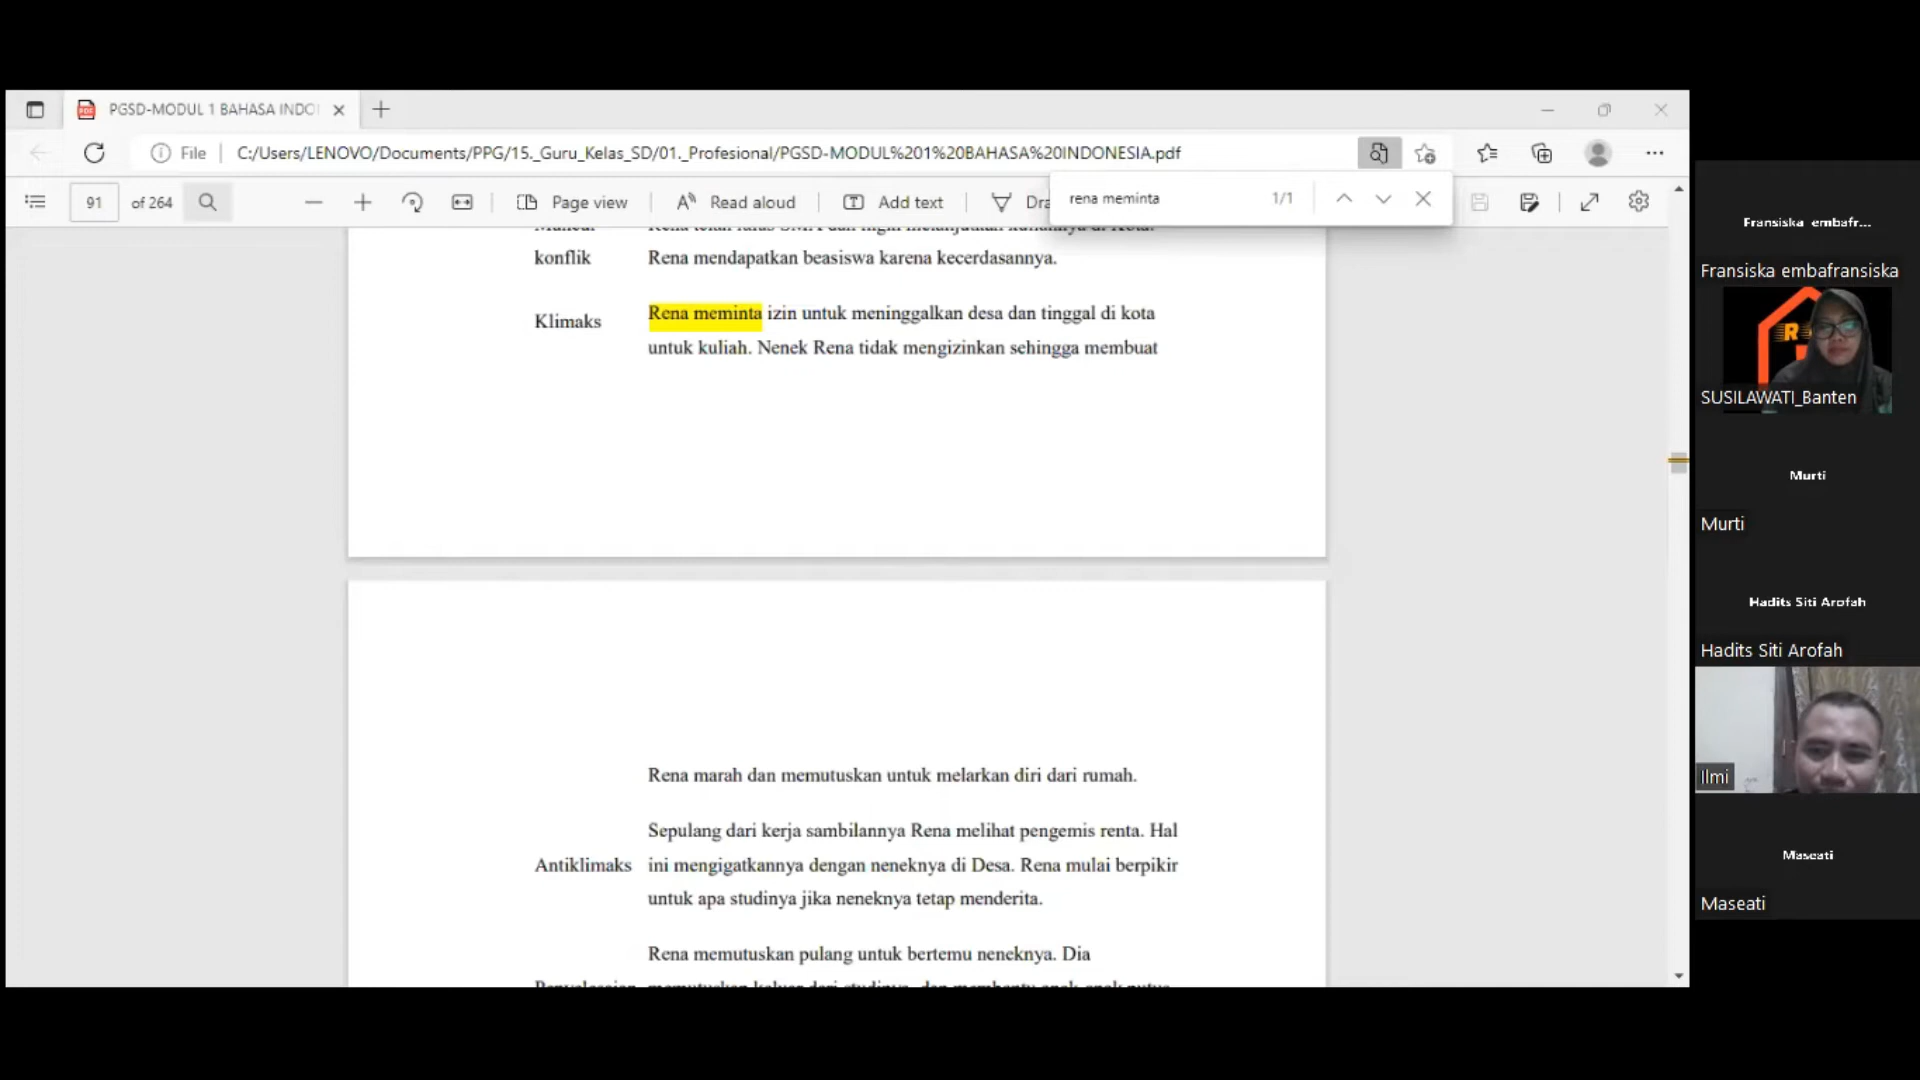 PGSD-MODUL 1 BAHASA INDO
File
C:/Users/LENOVO/Documents/PPG/15._Guru_Kelas_SD/01._Profesional/PGSD-MODUL%201%20BAHASA%20INDONESIA.pdf
91 of 264
Page view
Read aloud
Add text
Dra
rena meminta 1/1
konflik
Rena mendapatkan beasiswa karena kecerdasannya.
Klimaks
Rena meminta izin untuk meninggalkan desa dan tinggal di kota
untuk kuliah. Nenek Rena tidak mengizinkan sehingga membuat
Rena marah dan memutuskan untuk melarkan diri dari rumah.
Sepulang dari kerja sambilannya Rena melihat pengemis renta. Hal
Antiklimaks ini mengigatkannya dengan neneknya di Desa. Rena mulai berpikir
untuk apa studinya jika neneknya tetap menderita.
Rena memutuskan pulang untuk bertemu neneknya. Dia
Fransiska embafr...
Fransiska embafransiska
SUSILAWATI_Banten
Murti
Murti
Hadits Siti Arofah
Hadits Siti Arofah
Ilmi
Maseati
Maseati